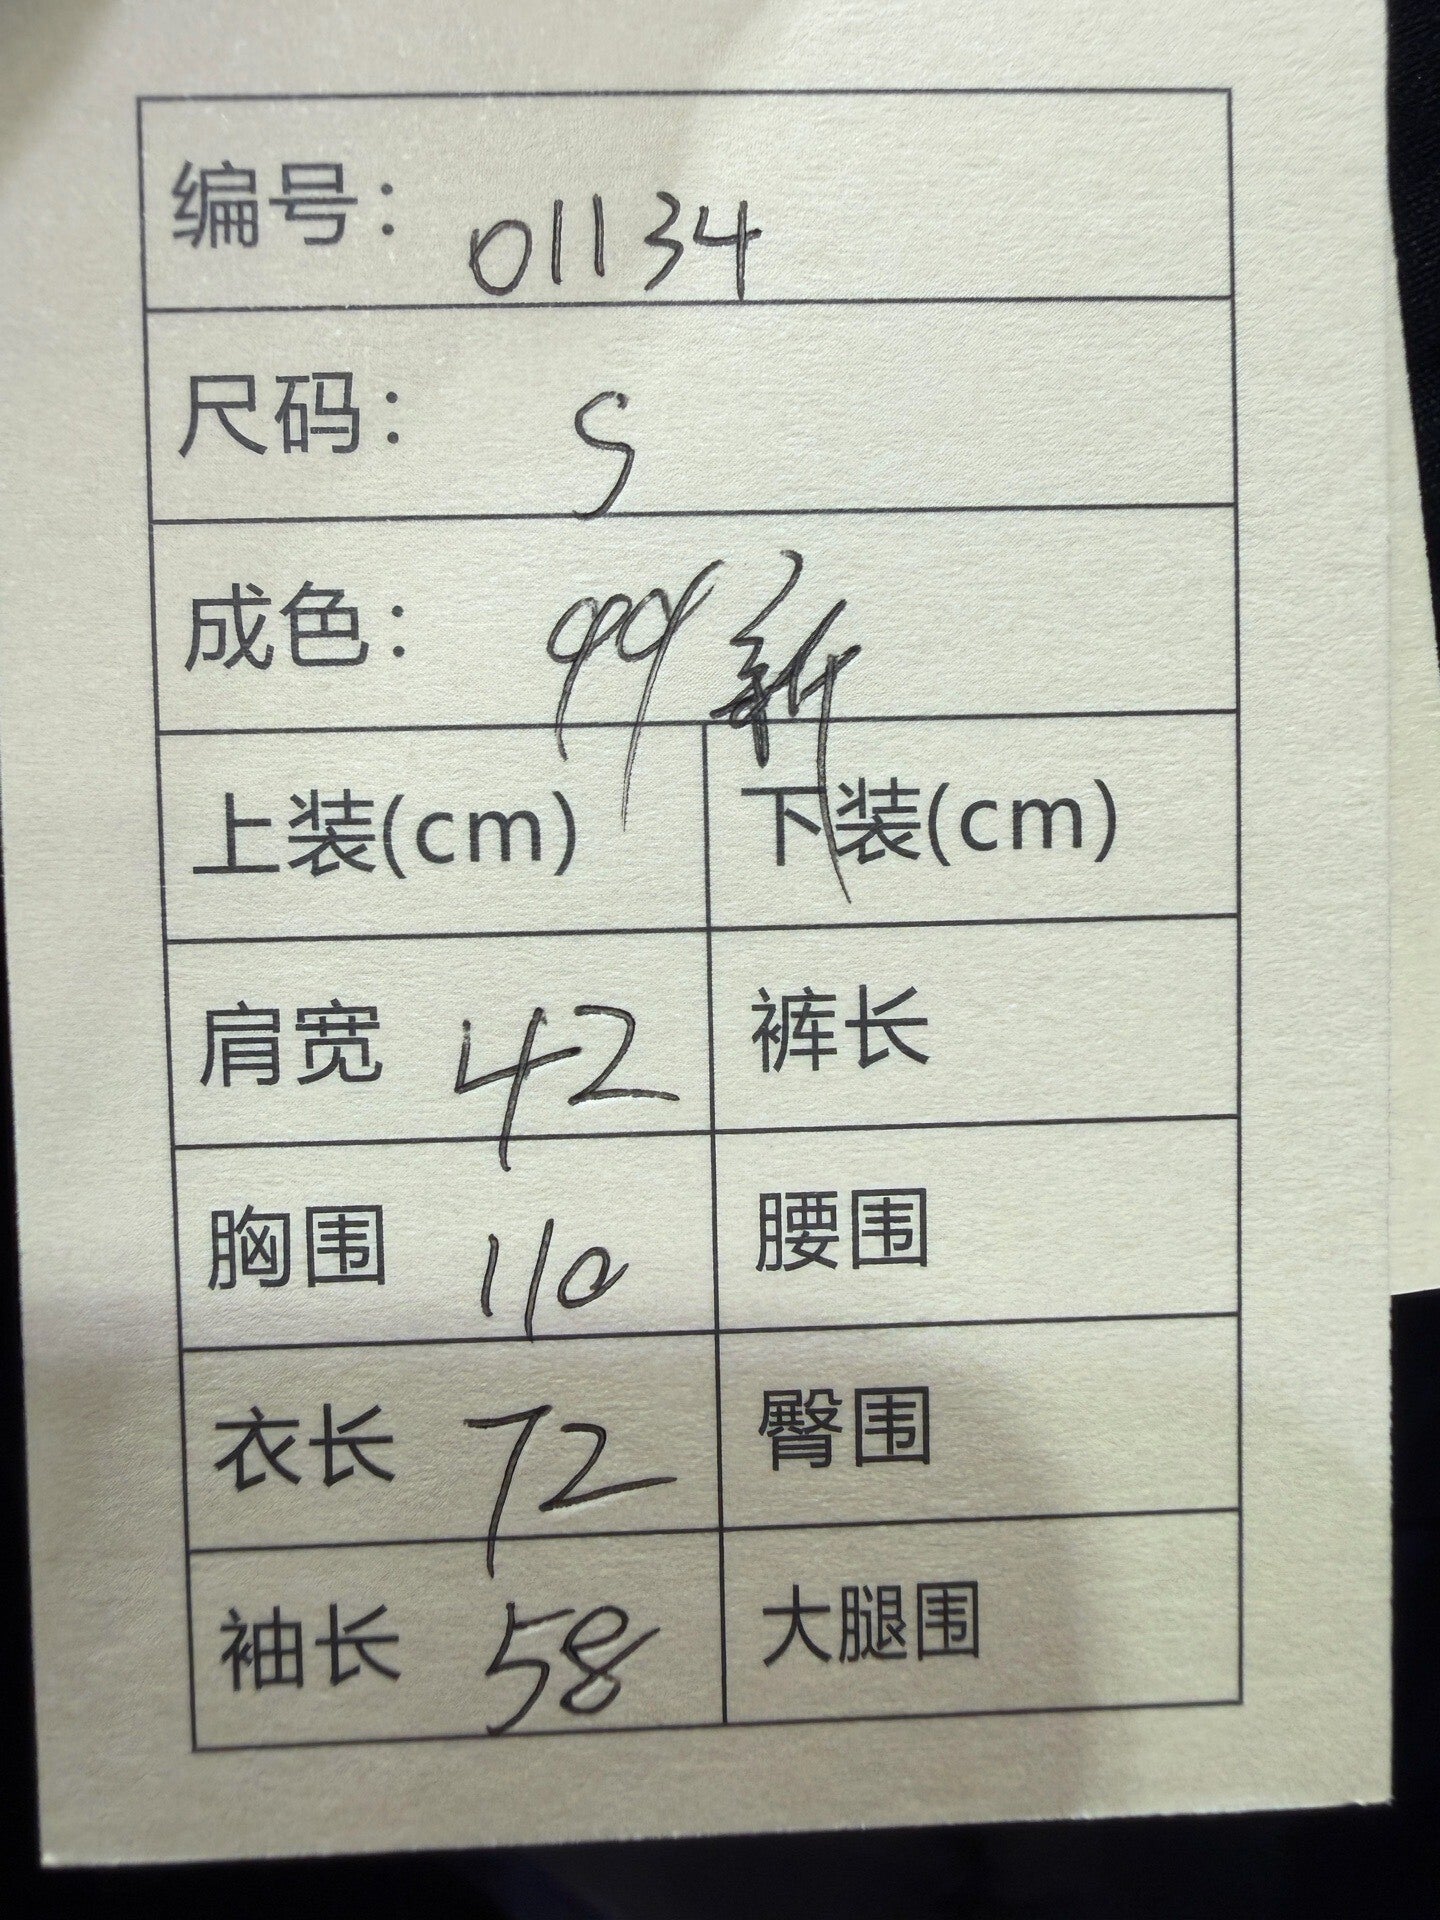 编号：01134
尺码：S
成色：99新
上装(cm) 下装(cm)
肩宽 42 裤长
胸围 110 腰围
衣长 72 臀围
袖长 58 大腿围